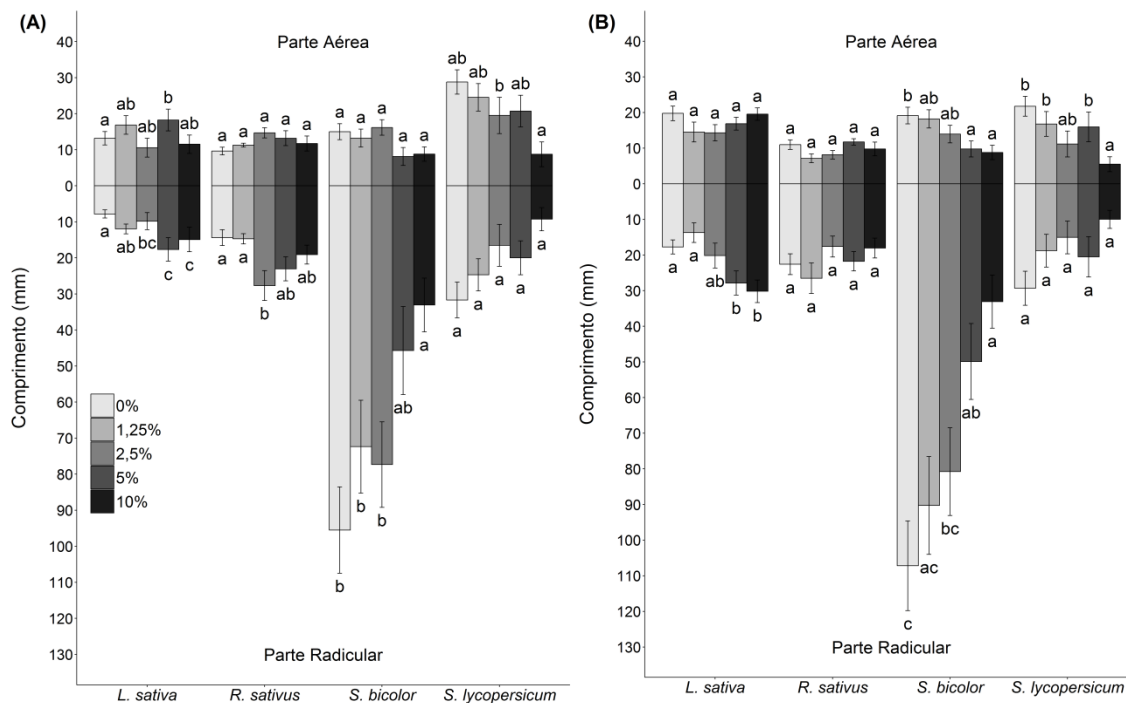 (A)
Parte Aérea
Comprimento (mm)
40
30
20
10
0
10
20
30
40
50
60
70
80
90
100
110
120
130
a ab ab b ab
a a a a a
a a a a a
ab ab b ab a
a ab bc c c
a a b ab ab
b b b ab a
a a a a a
0%
1,25%
2,5%
5%
10%
Parte Radicular
L. sativa R. sativus S. bicolor S. lycopersicum
(B)
Parte Aérea
Comprimento (mm)
40
30
20
10
0
10
20
30
40
50
60
70
80
90
100
110
120
130
a a a a a
a a a a a
b ab ab a a
b b ab b a
a a ab b b
a a a a a
c ac bc ab a
a a a a a
Parte Radicular
L. sativa R. sativus S. bicolor S. lycopersicum